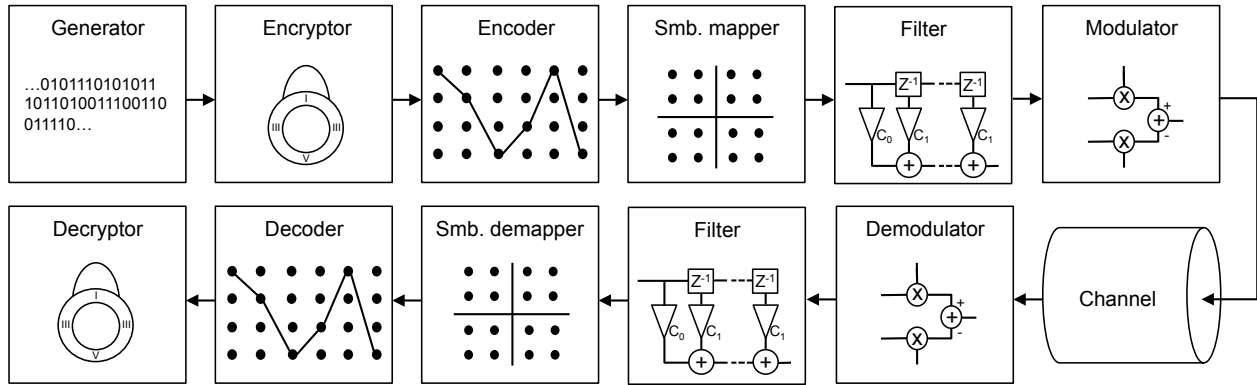 Generator
Encryptor
Encoder
Smb. mapper
Filter
Modulator
…0101110101011
1011010011100110
011110…
I
III III
V
Z-1 Z-1
C0 C1 C1
+ +
X
X
+
+
-
Decryptor
Decoder
Smb. demapper
Filter
Demodulator
Channel
I
III III
V
Z-1 Z-1
C0 C1 C1
+ +
X
X
+
+
-